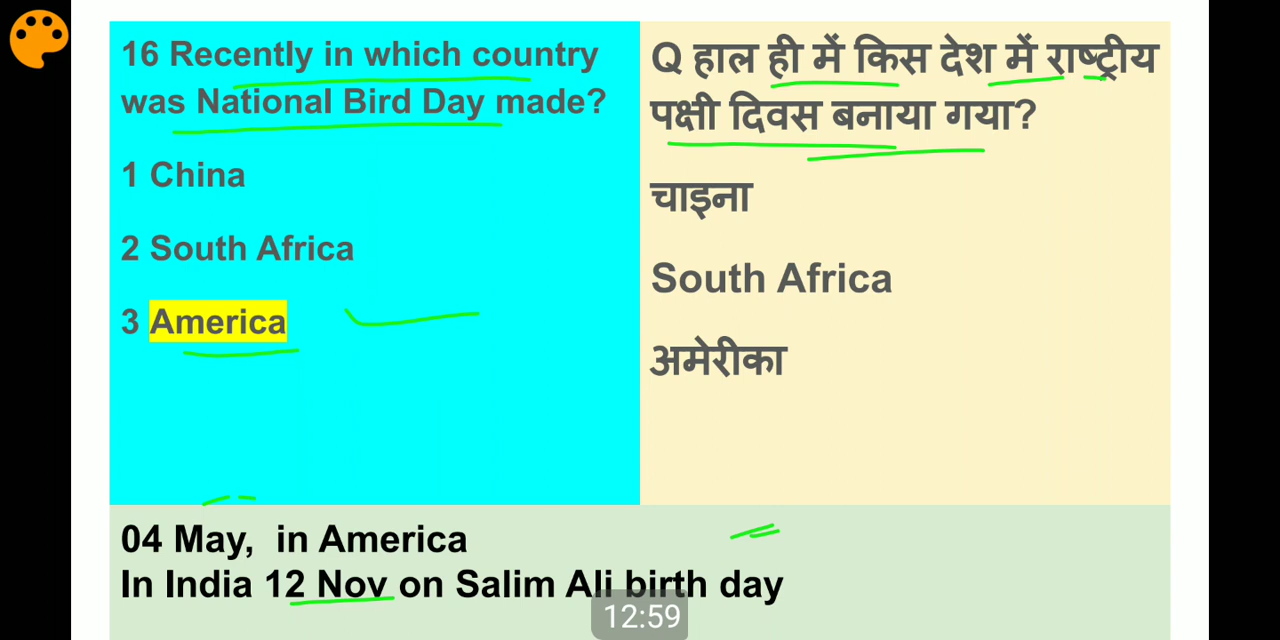 16 Recently in which country
was National Bird Day made?
1 China
2 South Africa
3 America
Q हाल ही में किस देश में राष्ट्रीय
पक्षी दिवस बनाया गया?
चाइना
South Africa
अमेरीका
04 May,  in America
In India 12 Nov on Salim Ali birth day
12:59